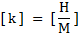 [k] = [H/M]